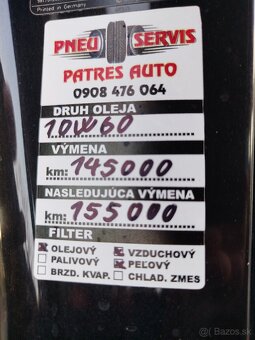 Printed in Germany
PNEU SERVIS
PATRES AUTO
0908 476 064
DRUH OLEJA
10W60
VÝMENA
km: 145000
NASLEDUJÚCA VÝMENA
km: 155000
FILTER
OLEJOVÝ VZDUCHOVÝ
PALIVOVÝ PEĽOVÝ
BRZD. KVAP. CHLAD. ZMES
Bazos.sk